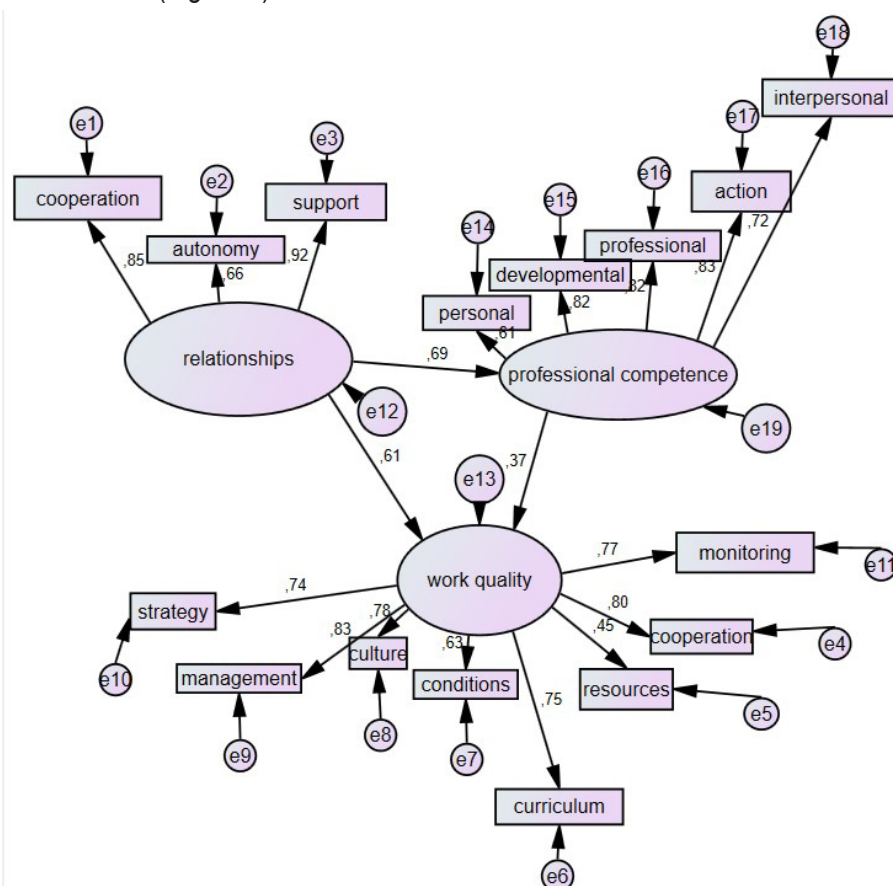 e18
interpersonal
e17
e1
e3
action
e16
e2
,72
cooperation
support
e15
professional
autonomy
e14
,85
,66
,92
developmental
,83
,82
,82
personal
,61
relationships
,69
professional competence
e12
e19
,61
,37
e13
,77
monitoring
work quality
e11
,74
,80
strategy
,78
,45
,83
,63
cooperation
culture
e4
e10
management
conditions
resources
,75
e5
e8
e9
e7
curriculum
e6